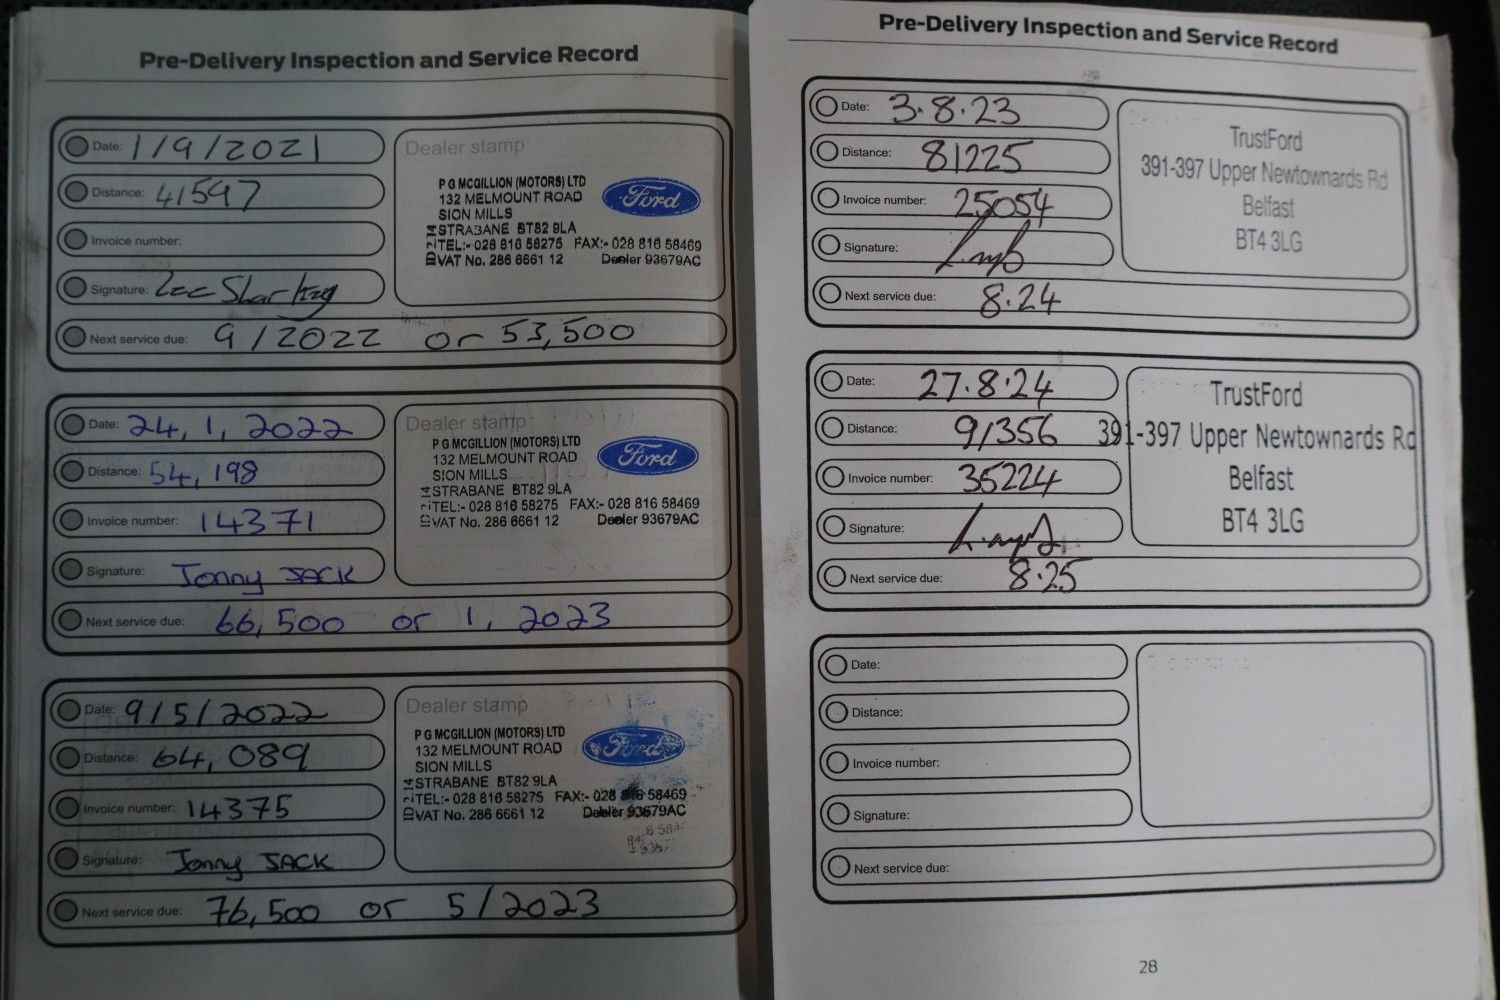 Pre-Delivery Inspection and Service Record
Date: 1/9/2021
Distance: 41597
Invoice number:
Signature: Lee Sharkey
Next service due: 9/2022 or 53,500
Dealer stamp
P G MCGILLION (MOTORS) LTD
132 MELMOUNT ROAD
SION MILLS
STRABANE BT82 9LA
TEL:- 028 816 58275 FAX:- 028 816 58469
VAT No. 286 6661 12 Dealer 93679AC
Ford
Date: 24, 1, 2022
Distance: 54, 198
Invoice number: 14371
Signature: Jonny JACK
Next service due: 66,500 or 1, 2023
Dealer stamp
P G MCGILLION (MOTORS) LTD
132 MELMOUNT ROAD
SION MILLS
STRABANE BT82 9LA
TEL:- 028 816 58275 FAX:- 028 816 58469
VAT No. 286 6661 12 Dealer 93679AC
Ford
Date: 9/5/2022
Distance: 64, 089
Invoice number: 14375
Signature: Jonny JACK
Next service due: 76,500 or 5/2023
Dealer stamp
P G MCGILLION (MOTORS) LTD
132 MELMOUNT ROAD
SION MILLS
STRABANE BT82 9LA
TEL:- 028 816 58275 FAX:- 028 816 58469
VAT No. 286 6661 12 Dealer 93679AC
Ford
Pre-Delivery Inspection and Service Record
Date: 3.8.23
Distance: 81225
Invoice number: 25054
Signature:
Next service due: 8.24
TrustFord
391-397 Upper Newtownards Rd
Belfast
BT4 3LG
Date: 27.8.24
Distance: 91356
Invoice number: 35224
Signature:
Next service due: 8.25
TrustFord
391-397 Upper Newtownards Rd
Belfast
BT4 3LG
Date:
Distance:
Invoice number:
Signature:
Next service due:
28